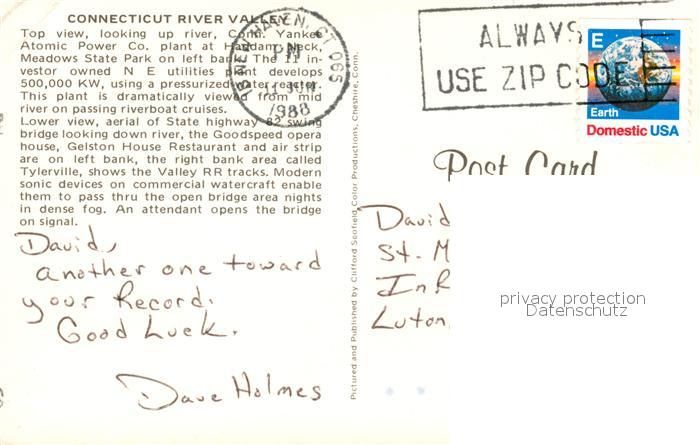 CONNECTICUT RIVER VALLEY
Top view, looking up river, Conn. Yankee
Atomic Power Co. plant at Haddam Neck,
Meadows State Park on left bank. The 11 in-
vestor owned N E utilities plant develops
500,000 KW, using a pressurized water reactor.
This plant is dramatically viewed from mid
river on passing riverboat cruises.
Lower view, aerial of State highway 82 swing
bridge looking down river, the Goodspeed opera
house, Gelston House Restaurant and air strip
are on left bank, the right bank area called
Tylerville, shows the Valley RR tracks. Modern
sonic devices on commercial watercraft enable
them to pass thru the open bridge area nights
in dense fog. An attendant opens the bridge
on signal.
David,
another one toward
your Record.
Good Luck.
Dave Holmes
Pictured and Published by Clifford Scofield Color Productions, Cheshire, Conn.
HAVEN, CT 065
PM
11 JUN
1988
ALWAYS
USE ZIP CODE
E
Earth
Domestic USA
Post Card
David
St. M
In R
Luton,
privacy protection
Datenschutz